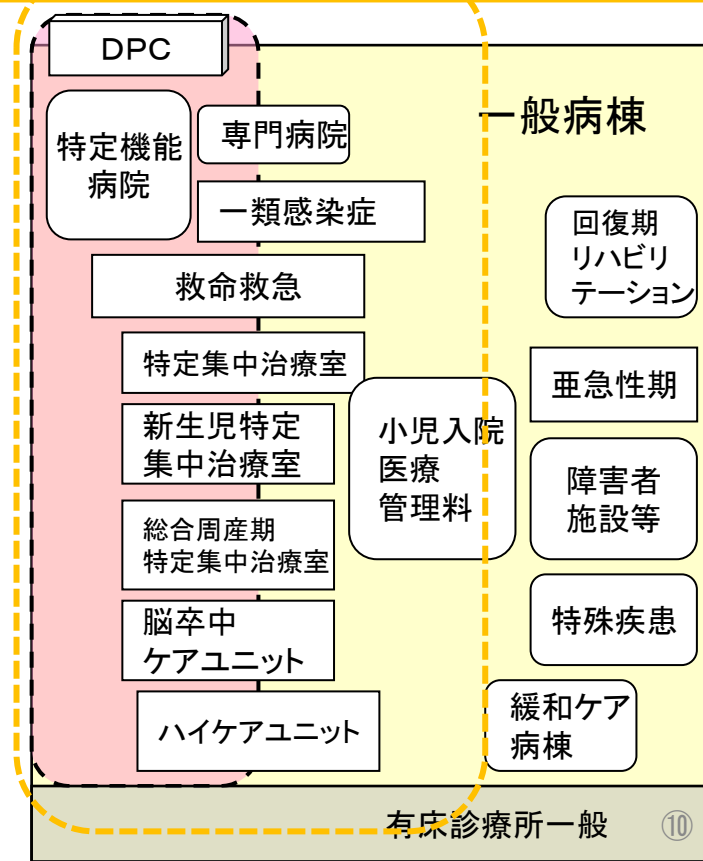 DPC
一般病棟
特定機能
病院
専門病院
一類感染症
回復期
リハビリ
テーション
救命救急
特定集中治療室
亜急性期
新生児特定
集中治療室
小児入院
医療
管理料
障害者
施設等
総合周産期
特定集中治療室
脳卒中
ケアユニット
特殊疾患
ハイケアユニット
緩和ケア
病棟
有床診療所一般
⑩